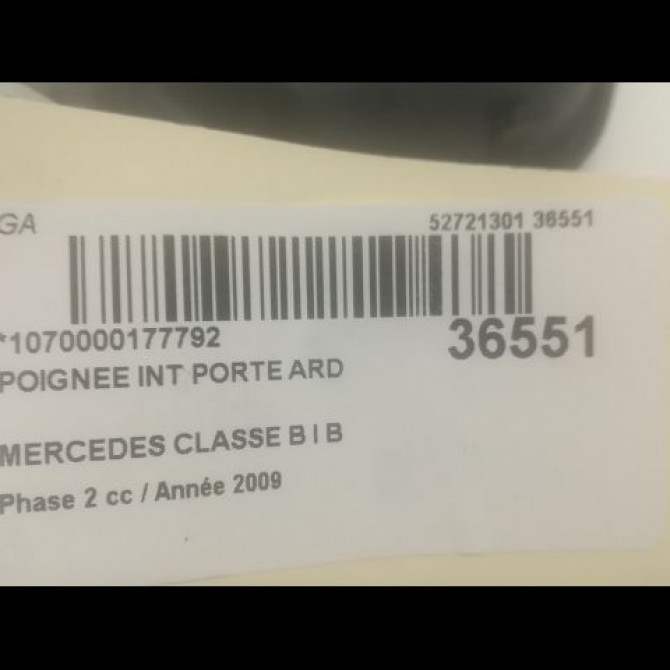 GA
52721301 36551
*1070000177792
36551
POIGNEE INT PORTE ARD
MERCEDES CLASSE B I B
Phase 2 cc / Année 2009